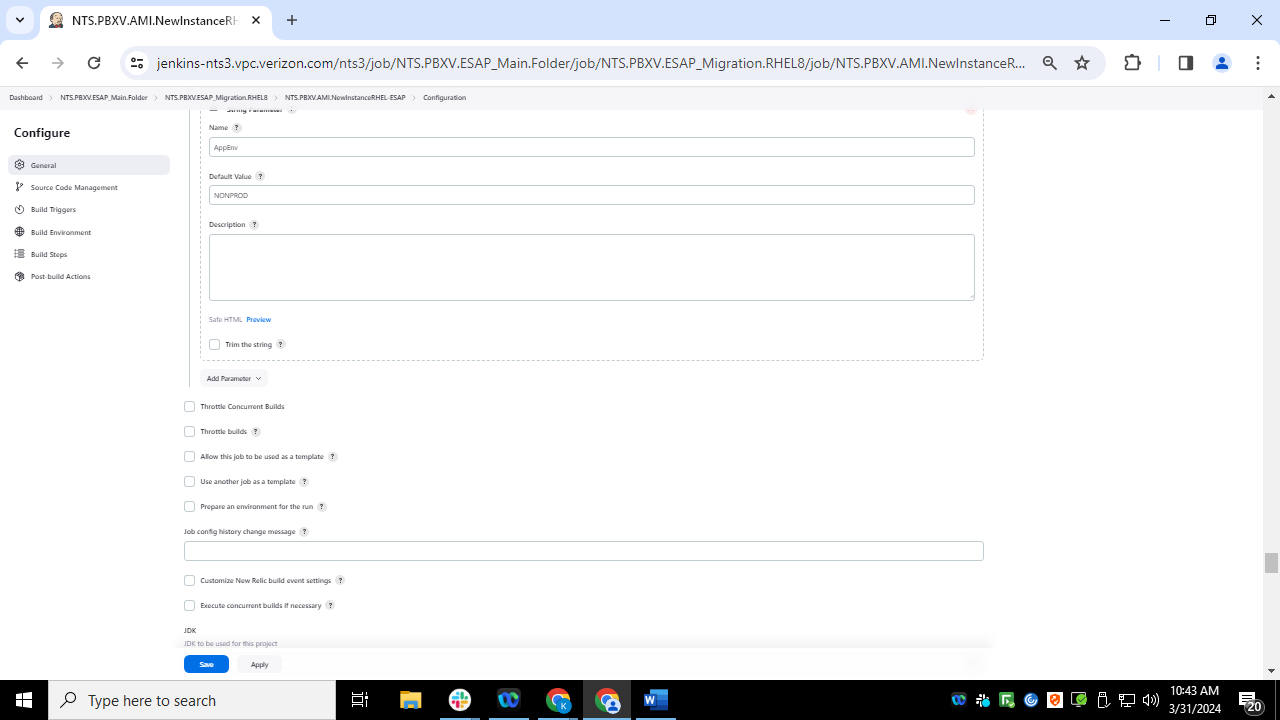 NTS.PBXV.AMI.NewInstanceRH
jenkins-nts3.vpc.verizon.com/nts3/job/NTS.PBXV.ESAP_Main.Folder/job/NTS.PBXV.ESAP_Migration.RHEL8/job/NTS.PBXV.AMI.NewInstanceR...
Dashboard > NTS.PBXV.ESAP_Main.Folder > NTS.PBXV.ESAP_Migration.RHEL8 > NTS.PBXV.AMI.NewInstanceRHEL-ESAP > Configuration
Configure
General
Source Code Management
Build Triggers
Build Environment
Build Steps
Post-build Actions
String Parameter ?
Name ?
AppEnv
Default Value ?
NONPROD
Description ?
Safe HTML Preview
Trim the string ?
Add Parameter
Throttle Concurrent Builds
Throttle builds ?
Allow this job to be used as a template ?
Use another job as a template ?
Prepare an environment for the run ?
Job config history change message ?
Customize New Relic build event settings ?
Execute concurrent builds if necessary ?
JDK
JDK to be used for this project
Save Apply
Type here to search
10:43 AM
3/31/2024
20